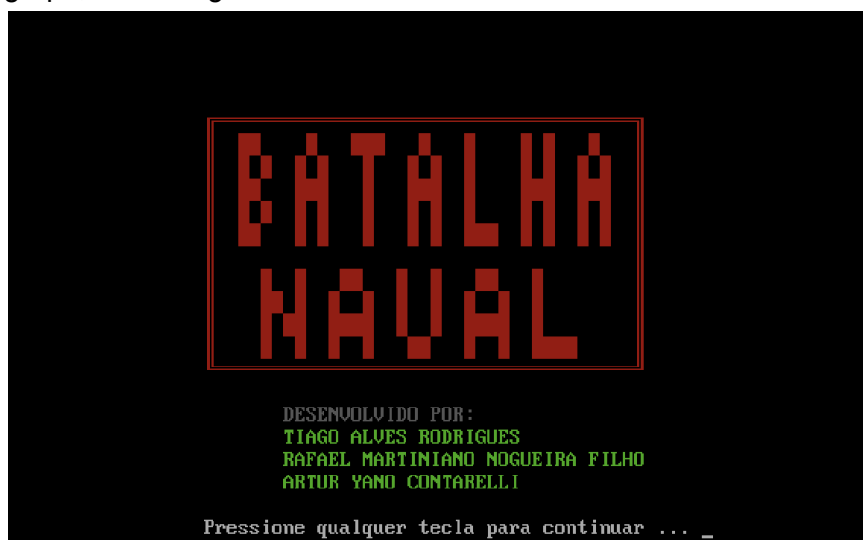 BATALHA
NAVAL
DESENVOLVIDO POR:
TIAGO ALVES RODRIGUES
RAFAEL MARTINIANO NOGUEIRA FILHO
ARTUR YANO CONTARELLI
Pressione qualquer tecla para continuar ... _